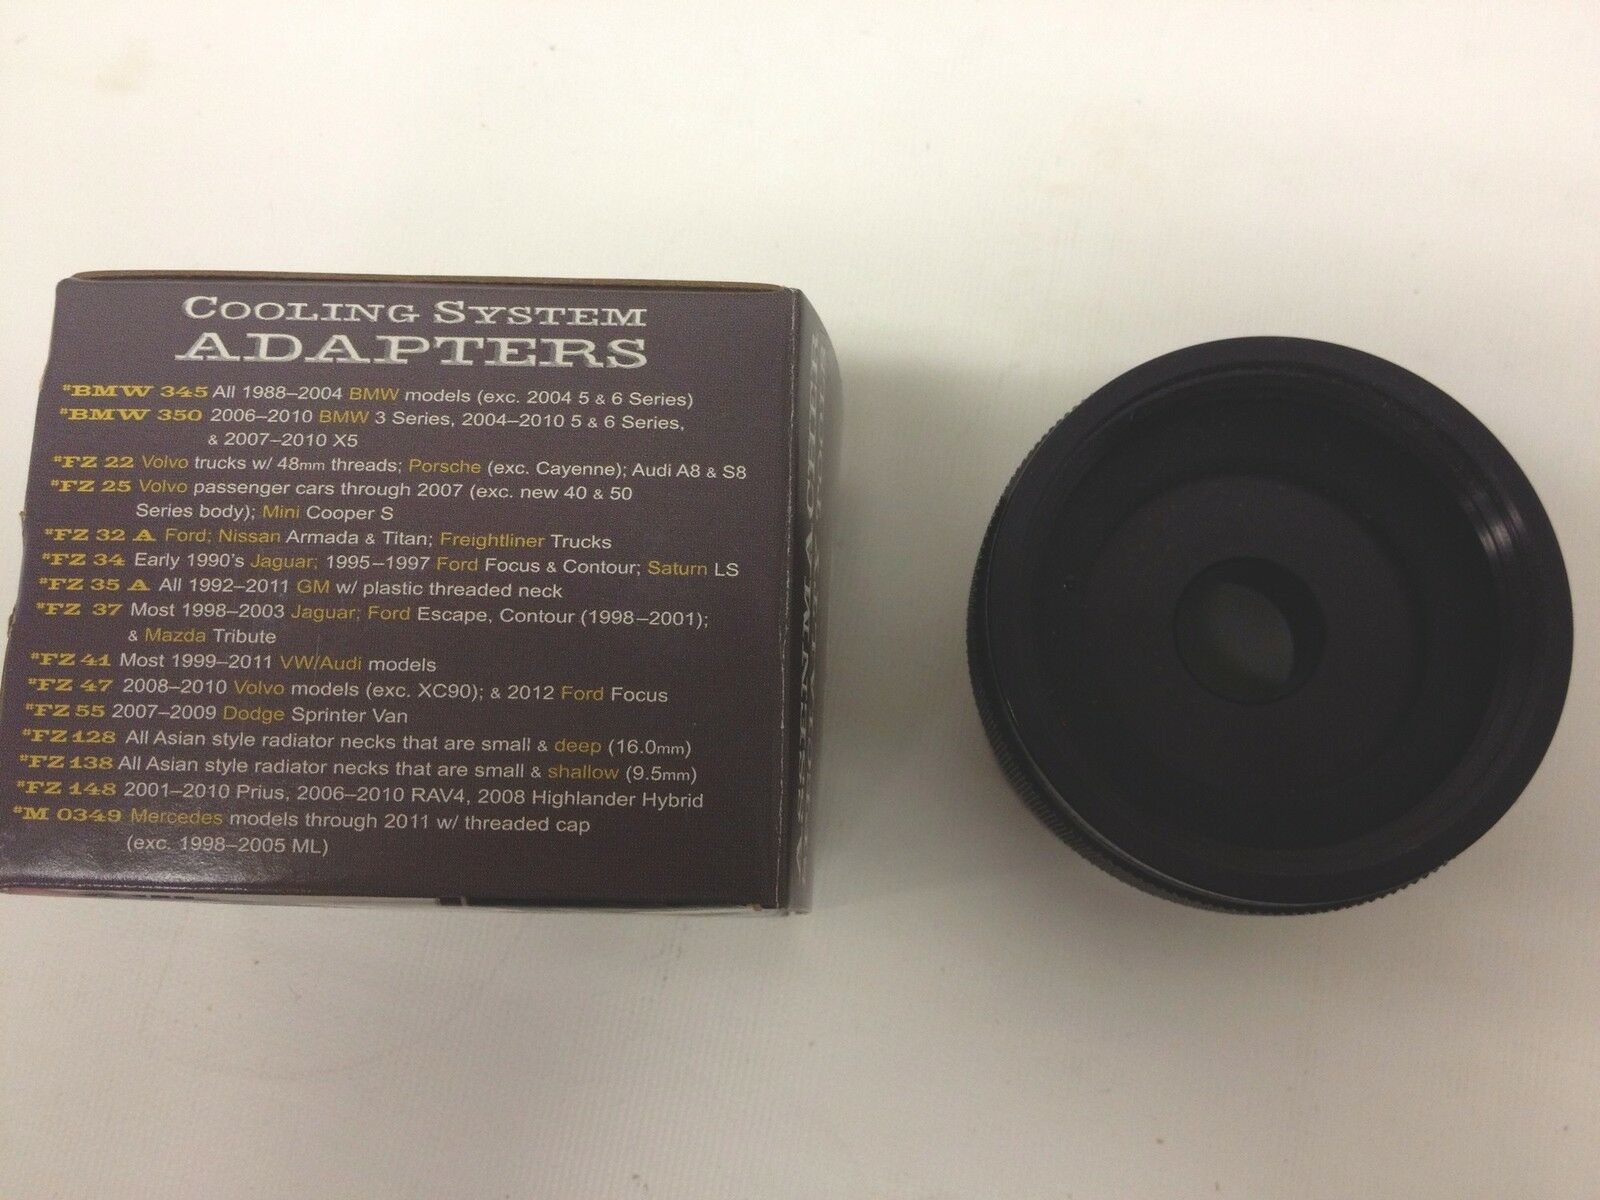 COOLING SYSTEM
ADAPTERS
#BMW 345 All 1988–2004 BMW models (exc. 2004 5 & 6 Series)
#BMW 350 2006–2010 BMW 3 Series, 2004–2010 5 & 6 Series,
& 2007–2010 X5
#FZ 22 Volvo trucks w/ 48mm threads; Porsche (exc. Cayenne); Audi A8 & S8
#FZ 25 Volvo passenger cars through 2007 (exc. new 40 & 50
Series body); Mini Cooper S
#FZ 32 A Ford; Nissan Armada & Titan; Freightliner Trucks
#FZ 34 Early 1990's Jaguar; 1995–1997 Ford Focus & Contour; Saturn LS
#FZ 35 A All 1992–2011 GM w/ plastic threaded neck
#FZ 37 Most 1998–2003 Jaguar; Ford Escape, Contour (1998–2001);
& Mazda Tribute
#FZ 41 Most 1999–2011 VW/Audi models
#FZ 47 2008–2010 Volvo models (exc. XC90); & 2012 Ford Focus
#FZ 55 2007–2009 Dodge Sprinter Van
#FZ 128 All Asian style radiator necks that are small & deep (16.0mm)
#FZ 138 All Asian style radiator necks that are small & shallow (9.5mm)
#FZ 148 2001–2010 Prius, 2006–2010 RAV4, 2008 Highlander Hybrid
#M 0349 Mercedes models through 2011 w/ threaded cap
(exc. 1998–2005 ML)